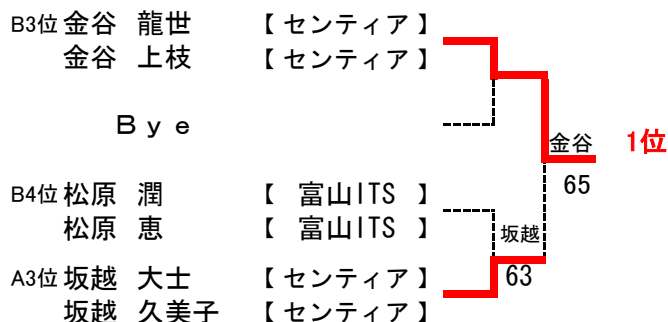 B3位 金谷 龍世 【 センティア 】
金谷 上枝 【 センティア 】
Bye
金谷 1位
65
B4位 松原 潤 【 富山ITS 】
松原 恵 【 富山ITS 】
坂越
63
A3位 坂越 大士 【 センティア 】
坂越 久美子 【 センティア 】